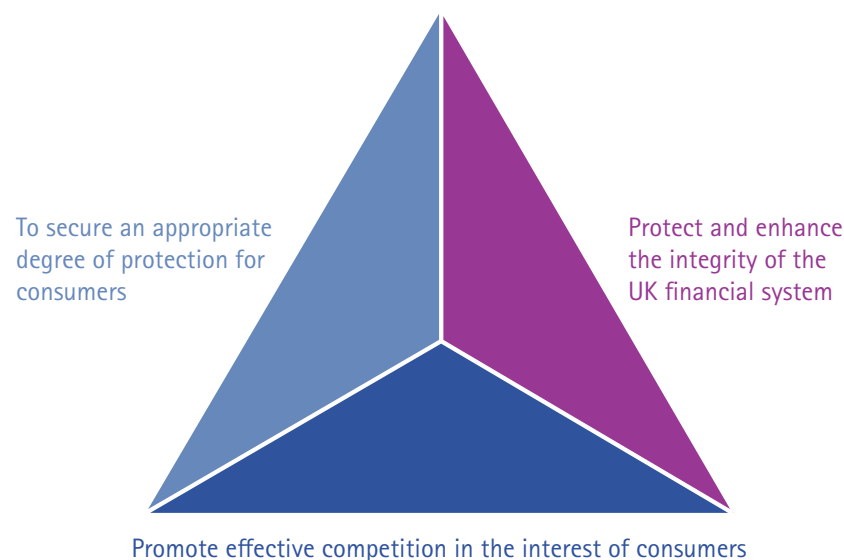 To secure an appropriate
degree of protection for
consumers
Protect and enhance
the integrity of the
UK financial system
Promote effective competition in the interest of consumers